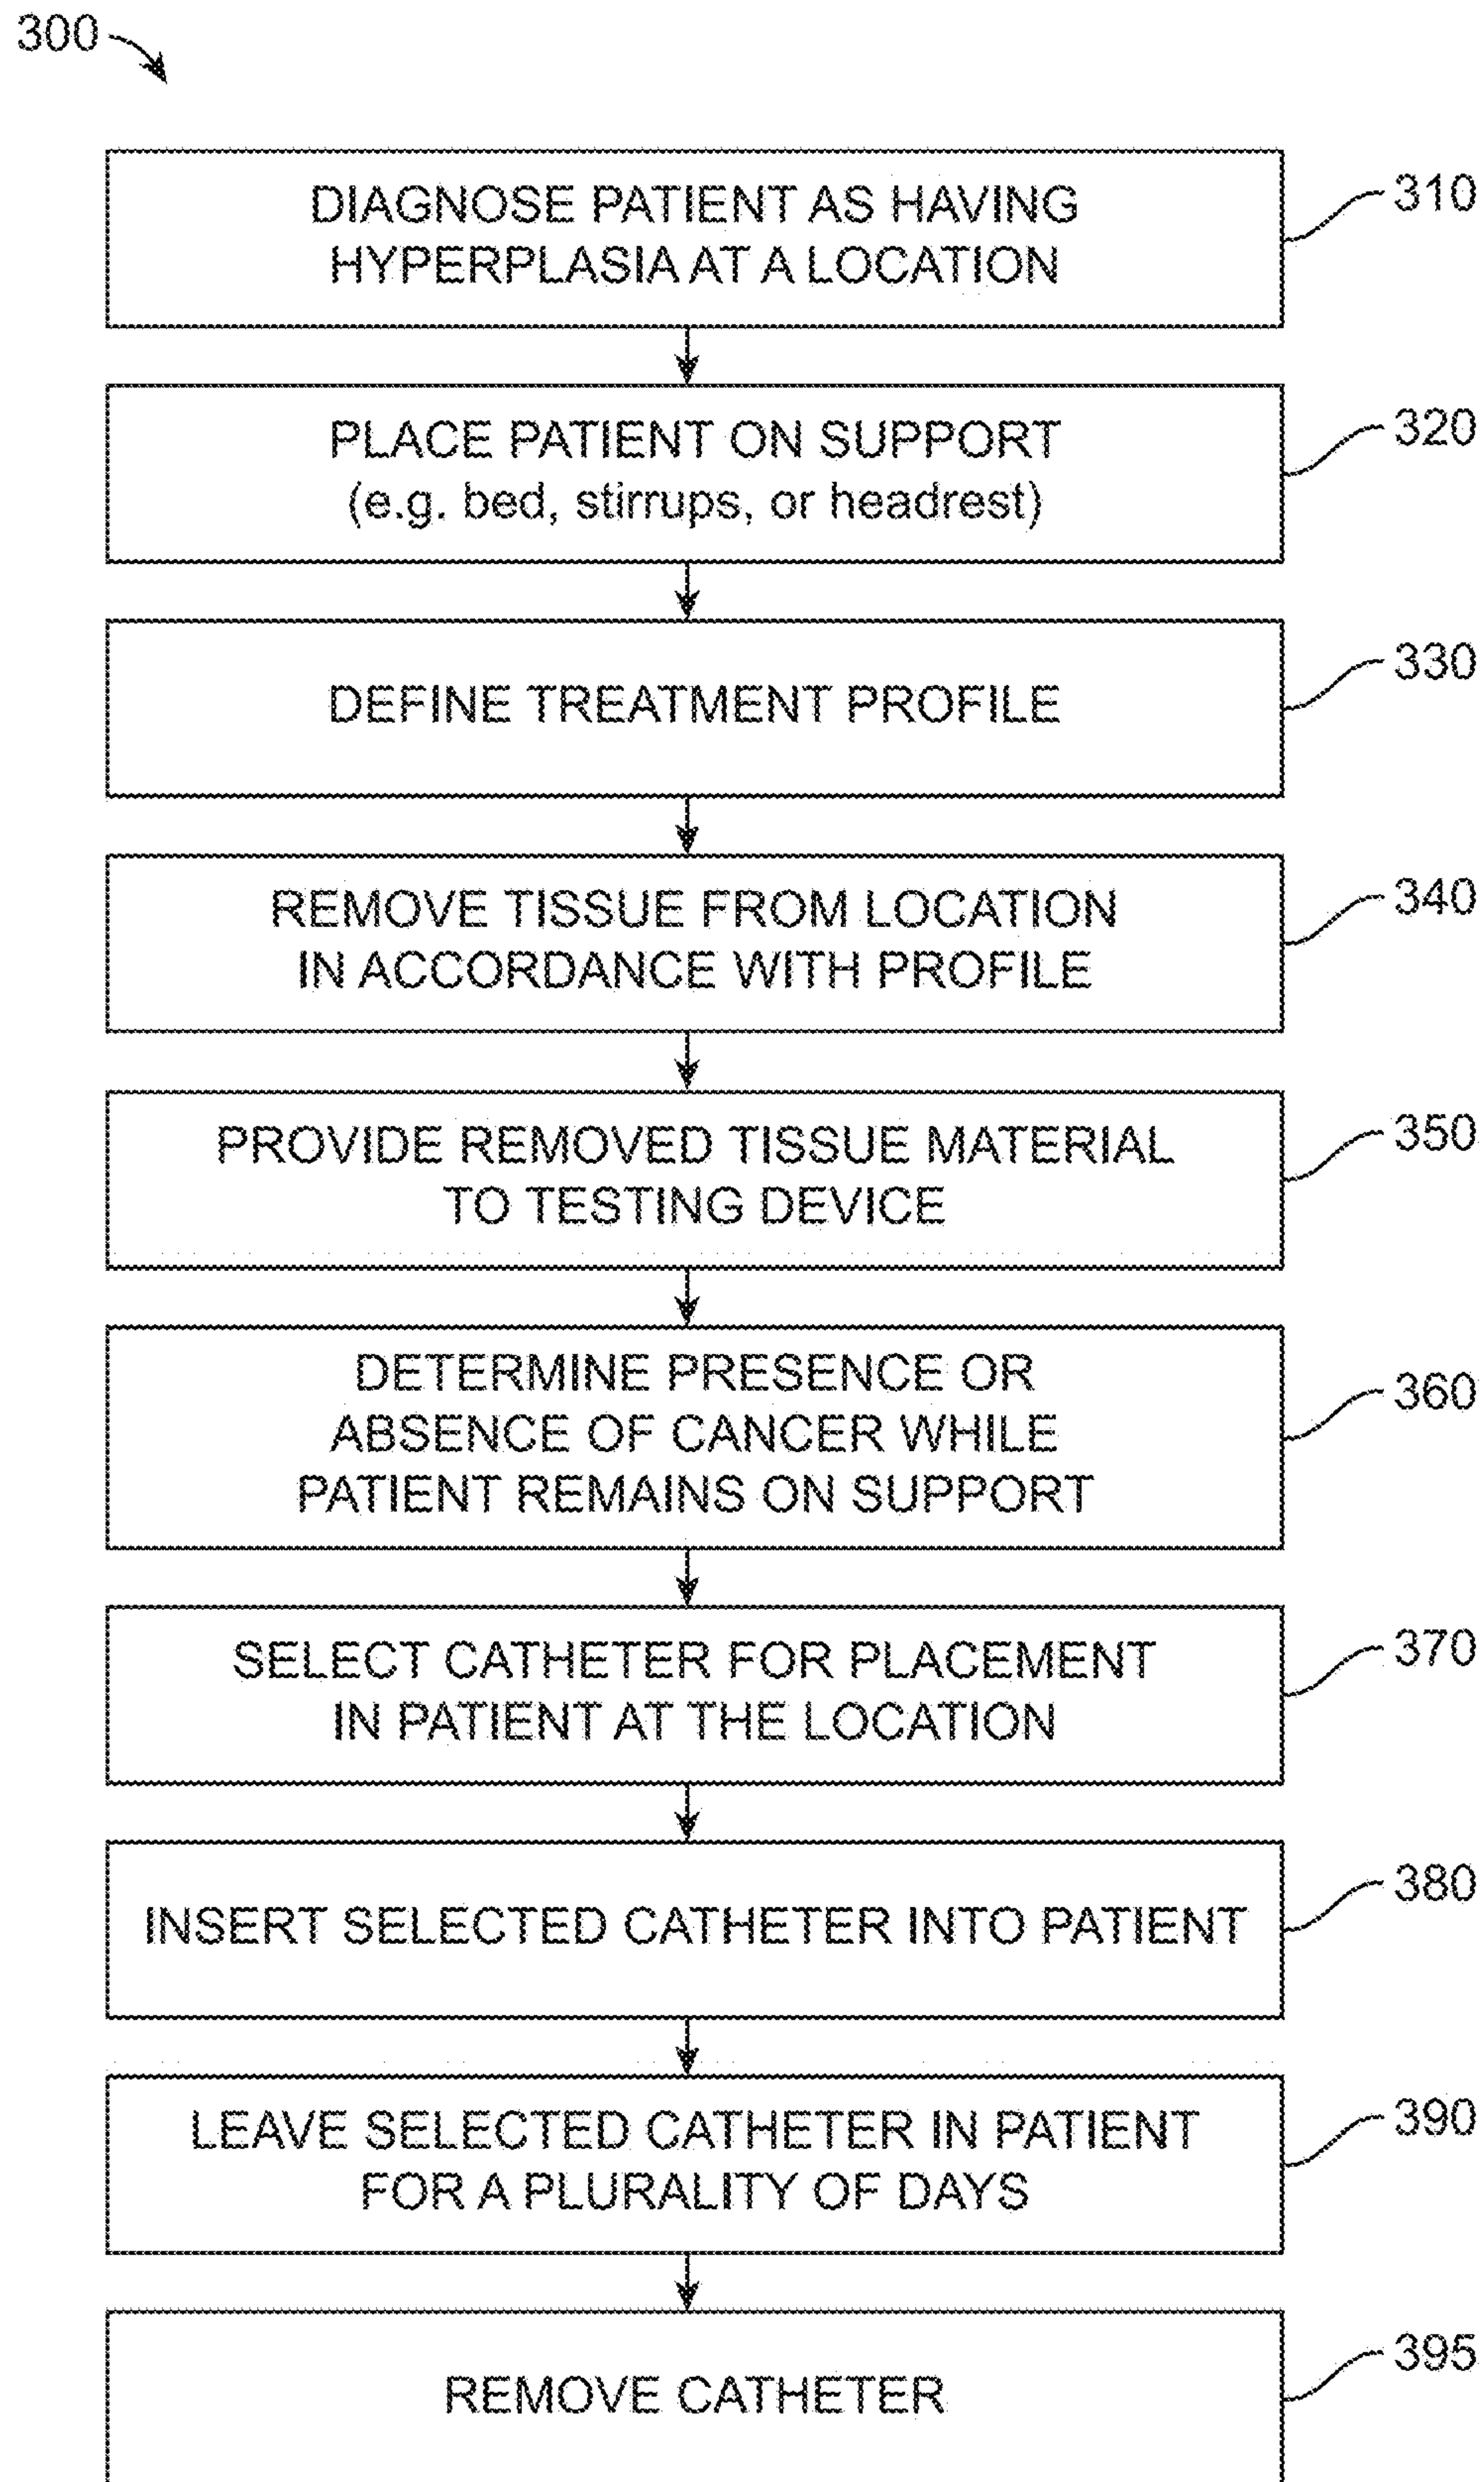 300
DIAGNOSE PATIENT AS HAVING
HYPERPLASIA AT A LOCATION
310
PLACE PATIENT ON SUPPORT
(e.g. bed, stirrups, or headrest)
320
DEFINE TREATMENT PROFILE
330
REMOVE TISSUE FROM LOCATION
IN ACCORDANCE WITH PROFILE
340
PROVIDE REMOVED TISSUE MATERIAL
TO TESTING DEVICE
350
DETERMINE PRESENCE OR
ABSENCE OF CANCER WHILE
PATIENT REMAINS ON SUPPORT
360
SELECT CATHETER FOR PLACEMENT
IN PATIENT AT THE LOCATION
370
INSERT SELECTED CATHETER INTO PATIENT
380
LEAVE SELECTED CATHETER IN PATIENT
FOR A PLURALITY OF DAYS
390
REMOVE CATHETER
395